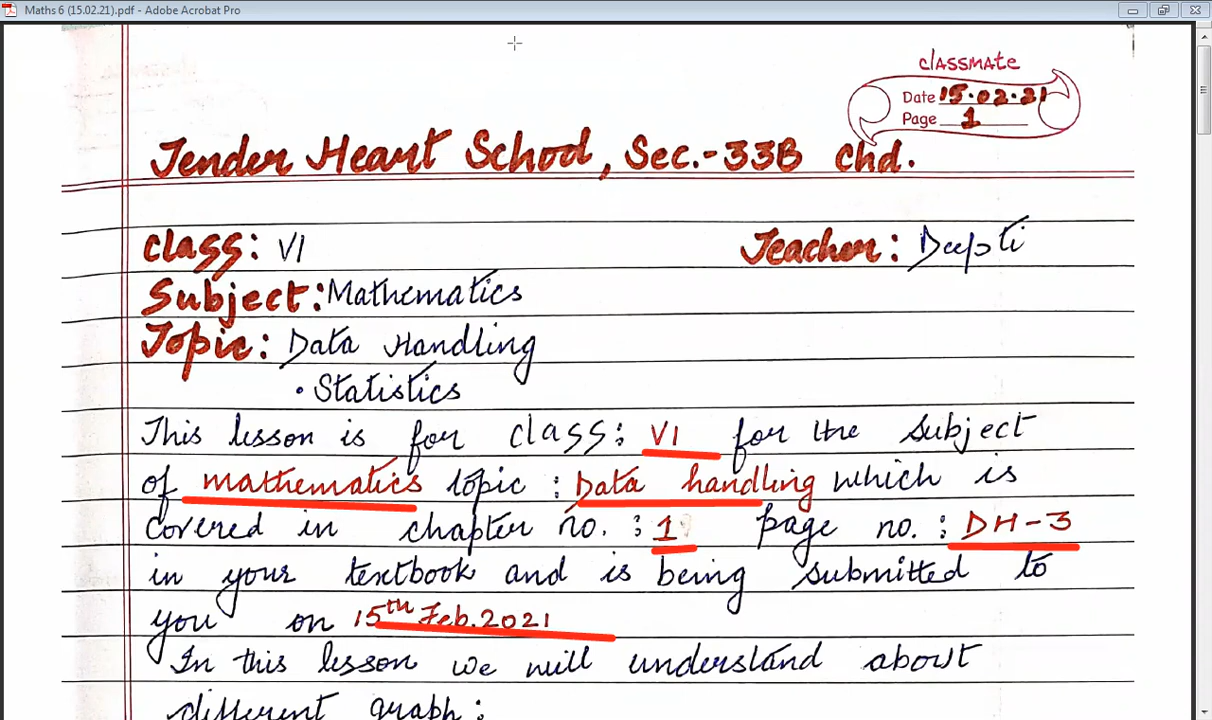 Maths 6 (15.02.21).pdf - Adobe Acrobat Pro
classmate
Date 15.02.21
Page 1
Tender Heart School, Sec.-33B Chd.
Class: VI Teacher: Deepti
Subject: Mathematics
Topic: Data Handling
• Statistics
This lesson is for class: VI for the subject
of mathematics topic : Data handling which is
covered in chapter no. : 1 page no. : DH-3
in your textbook and is being submitted to
you on 15th Feb. 2021
In this lesson we will understand about
different graph :